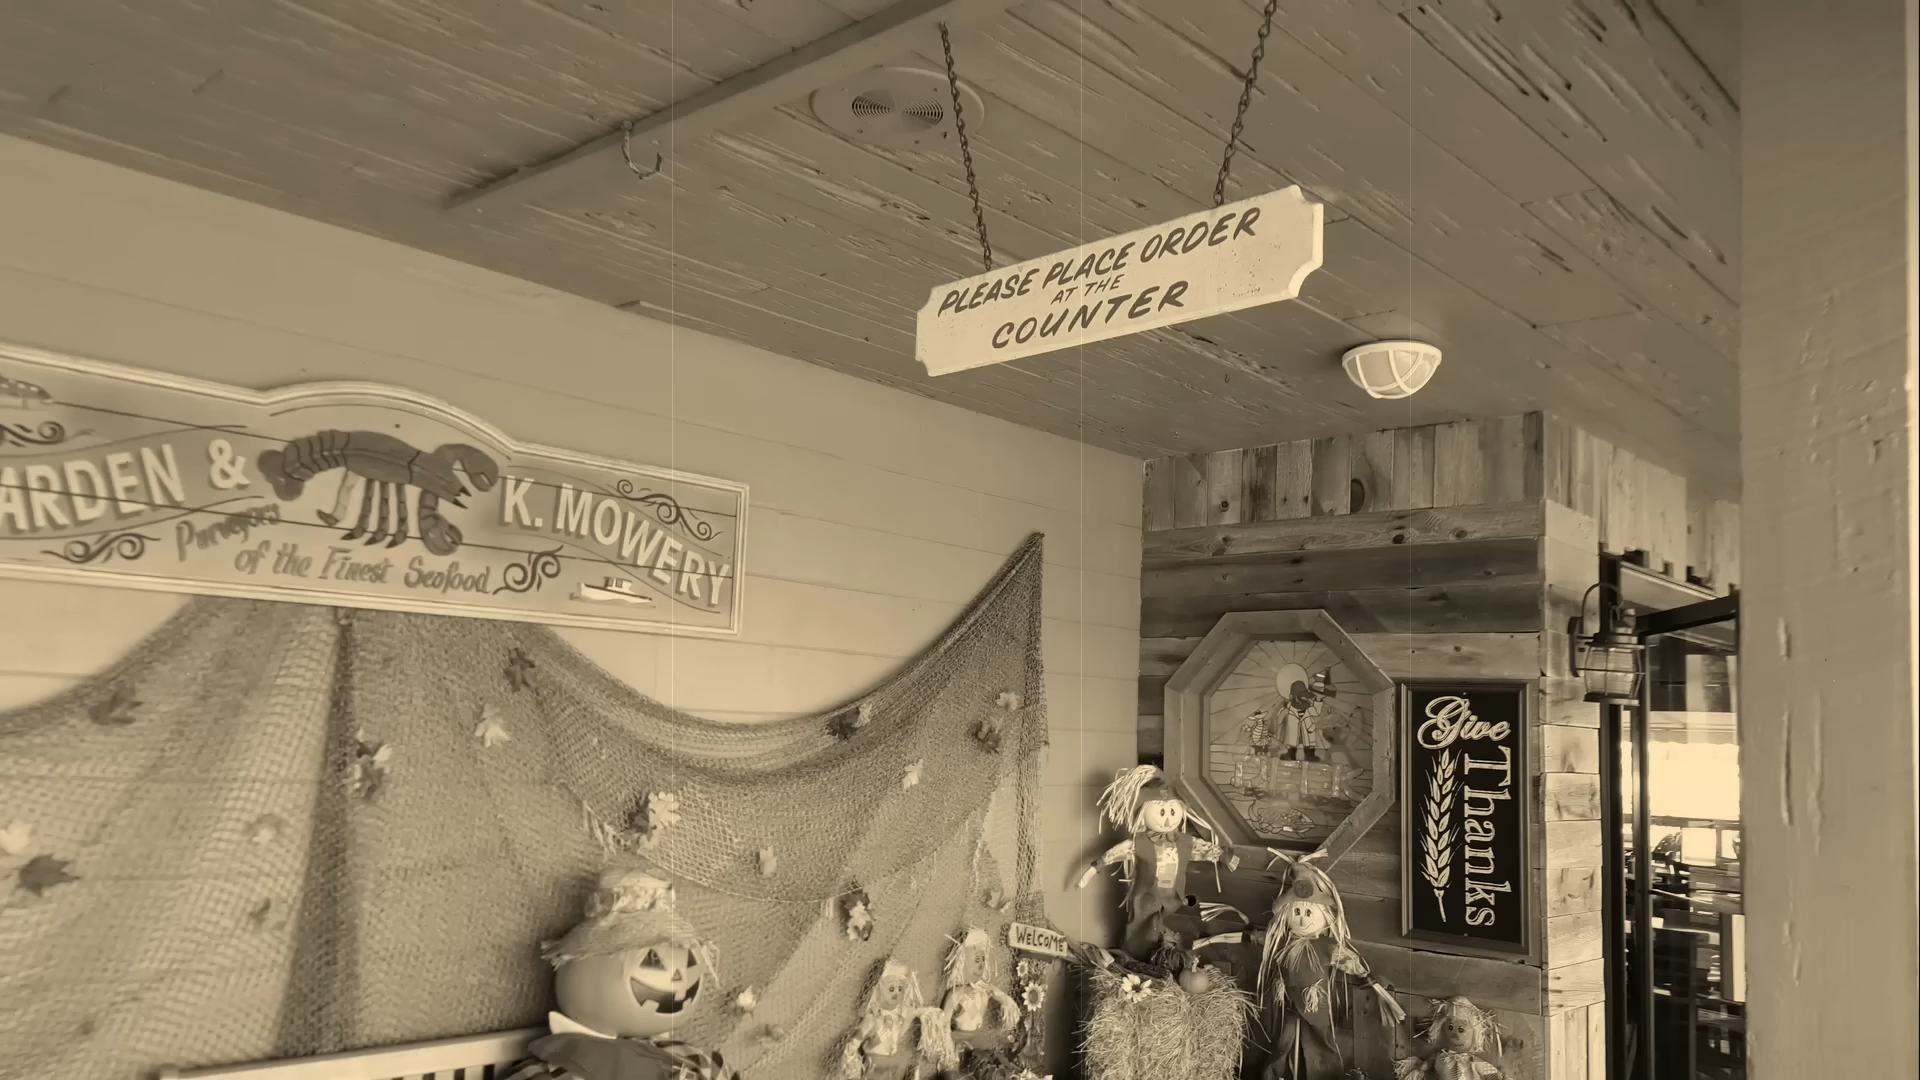 PLEASE PLACE ORDER
AT THE
COUNTER
ARDEN & K. MOWERY
Purveyors
of the Finest Seafood
Give
Thanks
WELCOME